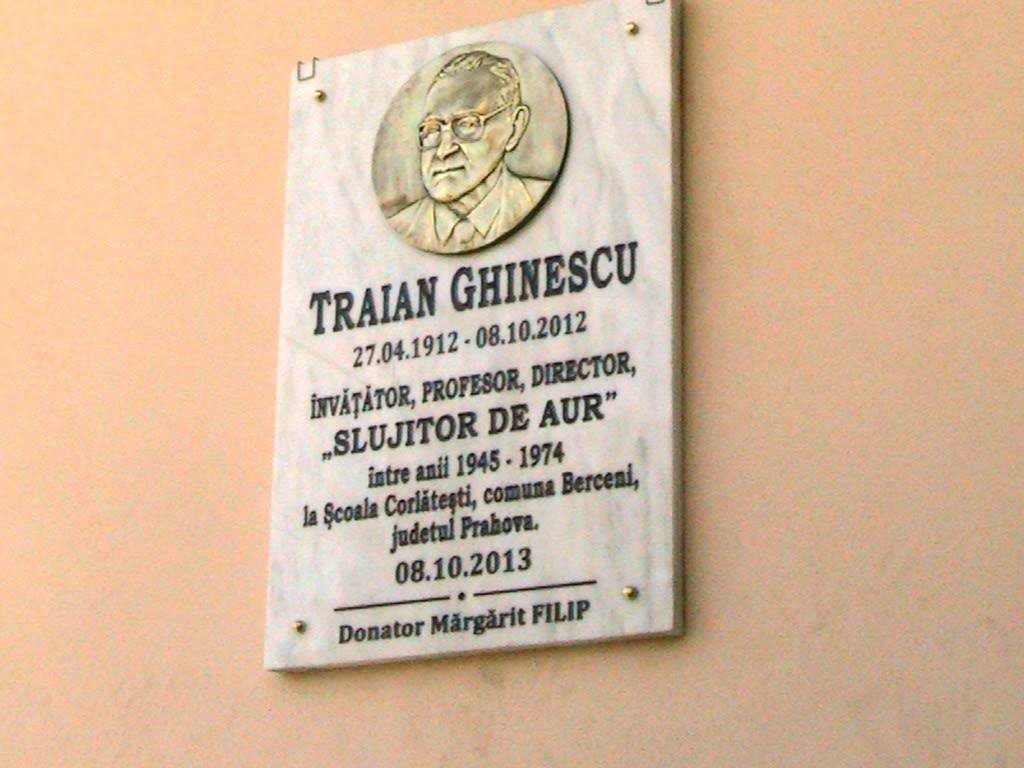 TRAIAN GHINESCU
27.04.1912 - 08.10.2012
ÎNVĂȚĂTOR, PROFESOR, DIRECTOR,
„SLUJITOR DE AUR”
între anii 1945 - 1974
la Școala Corlătești, comuna Berceni,
judetul Prahova.
08.10.2013
Donator Mărgărit FILIP